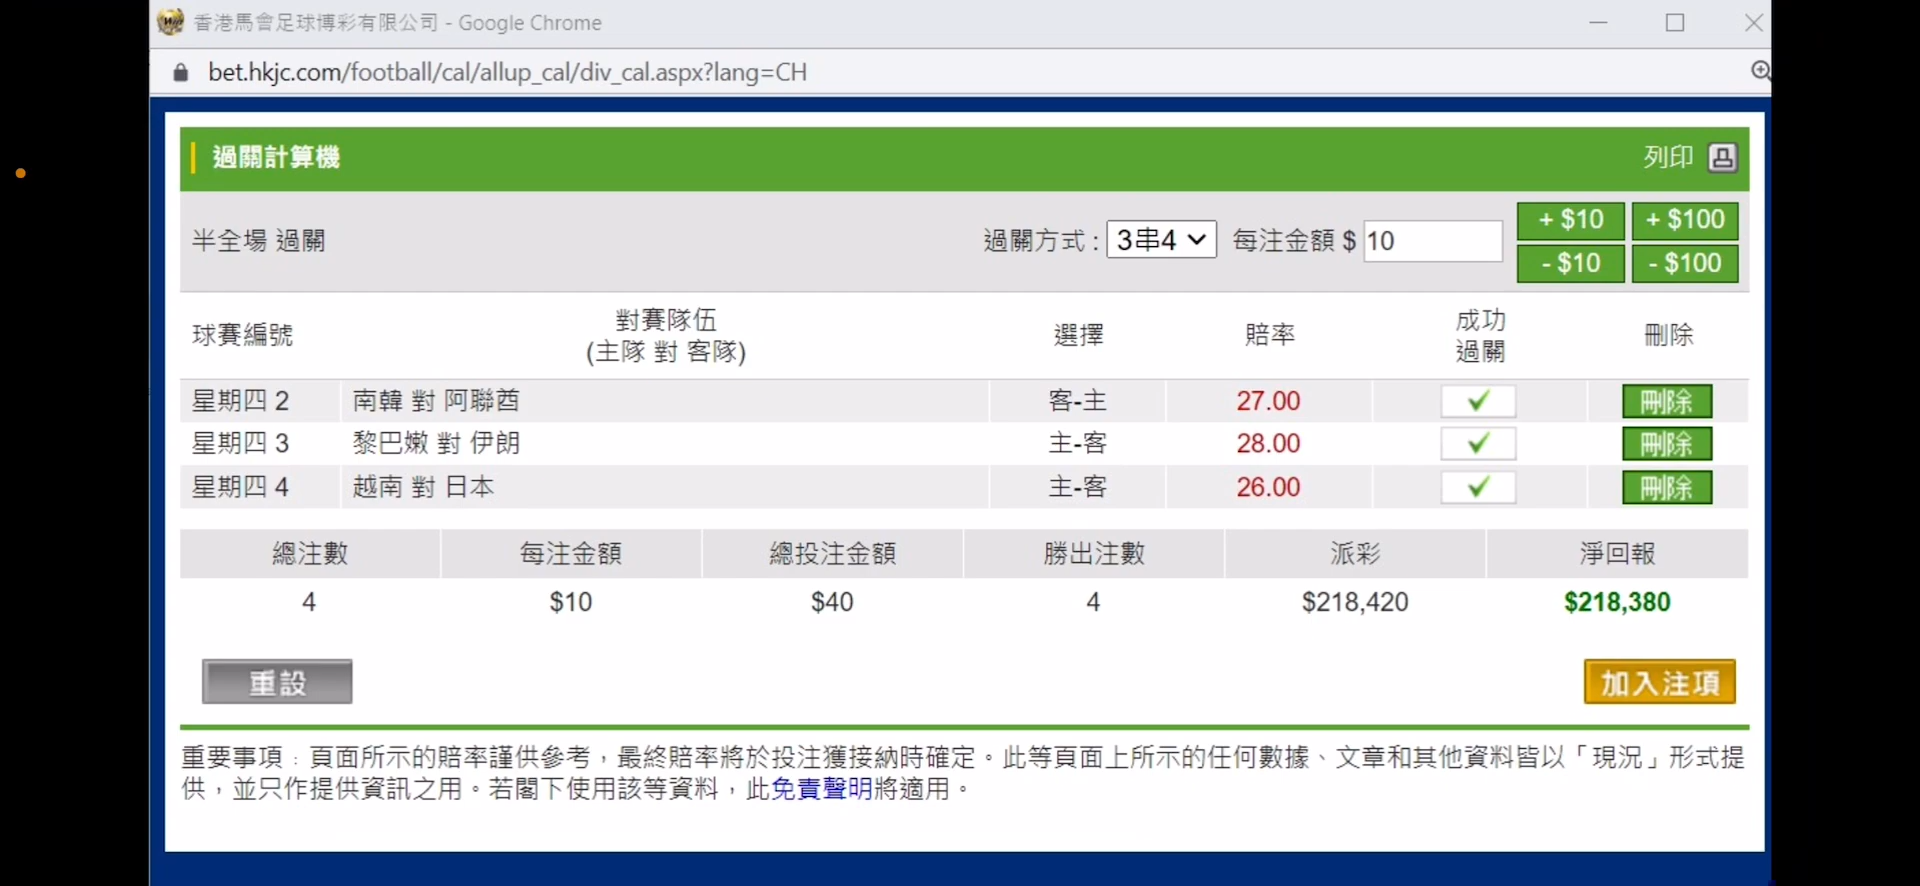 香港馬會足球博彩有限公司 - Google Chrome
bet.hkjc.com/football/cal/allup_cal/div_cal.aspx?lang=CH
過關計算機 列印
半全場 過關 過關方式 : 3串4 每注金額 $ 10 + $10 + $100
- $10 - $100
球賽編號 對賽隊伍 選擇 賠率 成功 刪除
(主隊 對 客隊) 過關
星期四 2 南韓 對 阿聯酋 客-主 27.00 刪除
星期四 3 黎巴嫩 對 伊朗 主-客 28.00 刪除
星期四 4 越南 對 日本 主-客 26.00 刪除
總注數 每注金額 總投注金額 勝出注數 派彩 淨回報
4 $10 $40 4 $218,420 $218,380
重設 加入注項
重要事項﹕頁面所示的賠率謹供參考，最終賠率將於投注獲接納時確定。此等頁面上所示的任何數據、文章和其他資料皆以「現況」形式提
供，並只作提供資訊之用。若閣下使用該等資料，此免責聲明將適用。